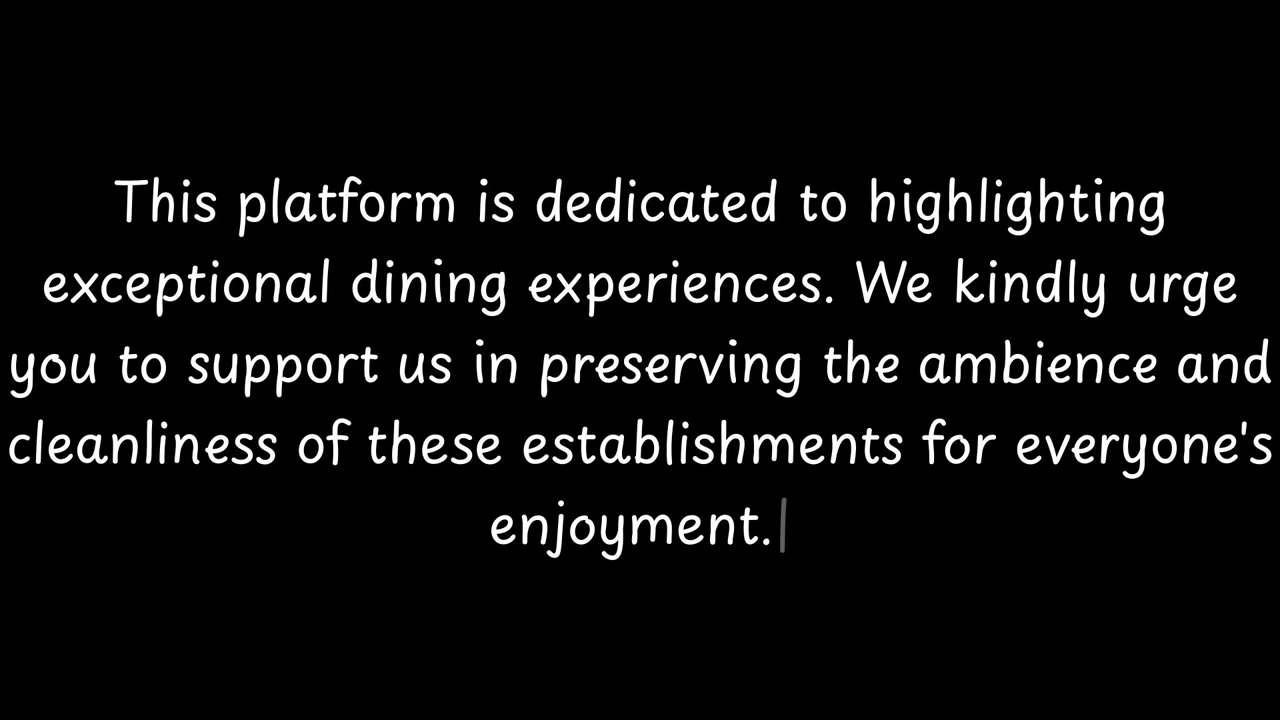 This platform is dedicated to highlighting
exceptional dining experiences. We kindly urge
you to support us in preserving the ambience and
cleanliness of these establishments for everyone's
enjoyment.